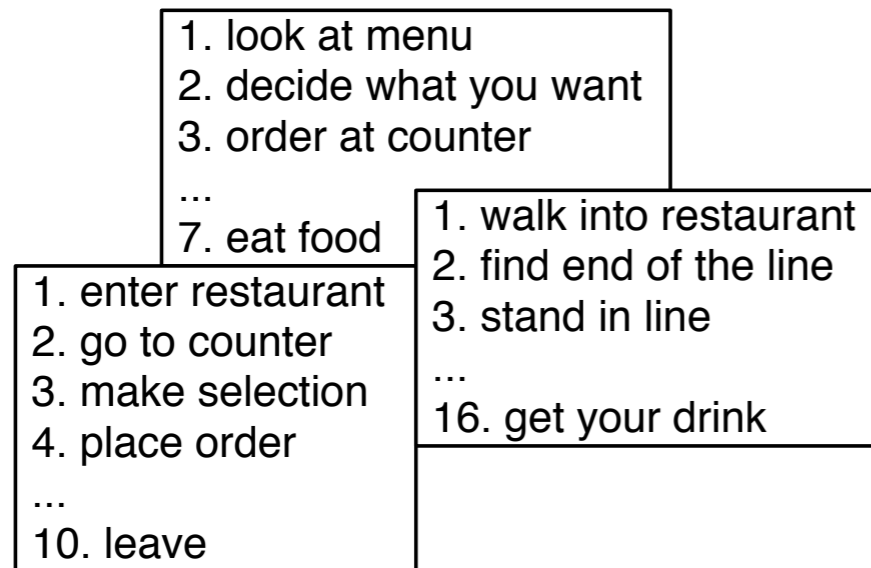 1. look at menu
2. decide what you want
3. order at counter
...
7. eat food
1. walk into restaurant
2. find end of the line
3. stand in line
...
16. get your drink
1. enter restaurant
2. go to counter
3. make selection
4. place order
...
10. leave